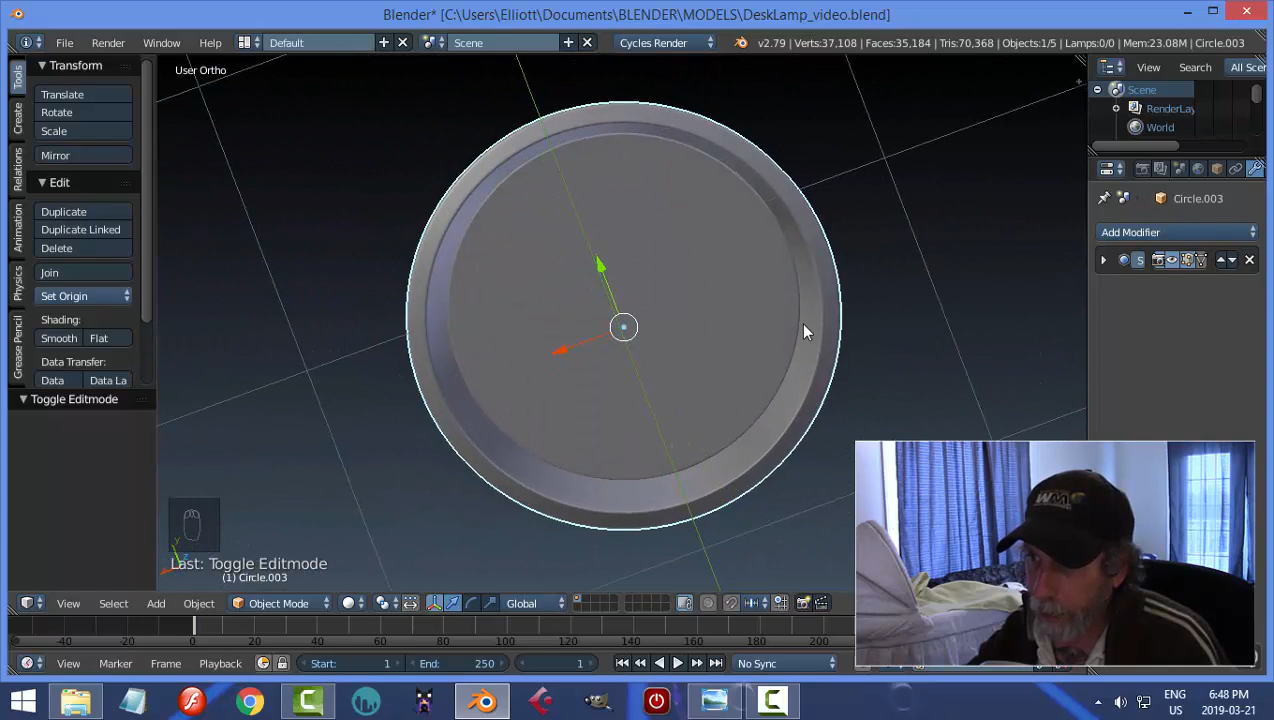 Blender* [C:\Users\Elliott\Documents\BLENDER\MODELS\DeskLamp_video.blend]
File Render Window Help Default Scene Cycles Render v2.79 | Verts:37,108 | Faces:35,184 | Tris:70,368 | Objects:1/5 | Lamps:0/0 | Mem:23.08M | Circle.003
View Search All Scen
Tools
Create
Relations
Animation
Physics
Grease Pencil
Transform
Translate
Rotate
Scale
Mirror
Edit
Duplicate
Duplicate Linked
Delete
Join
Set Origin
Shading:
Smooth Flat
Data Transfer:
Data Data La
Toggle Editmode
User Ortho
Scene
RenderLay
World
Circle.003
Add Modifier
S
Last: Toggle Editmode
(1) Circle.003
View Select Add Object Object Mode Global
-40 -20 0 20 40 60 80 100 120 140 160 180 200
View Marker Frame Playback Start: 1 End: 250 1 No Sync
WM
ENG 6:48 PM
US 2019-03-21